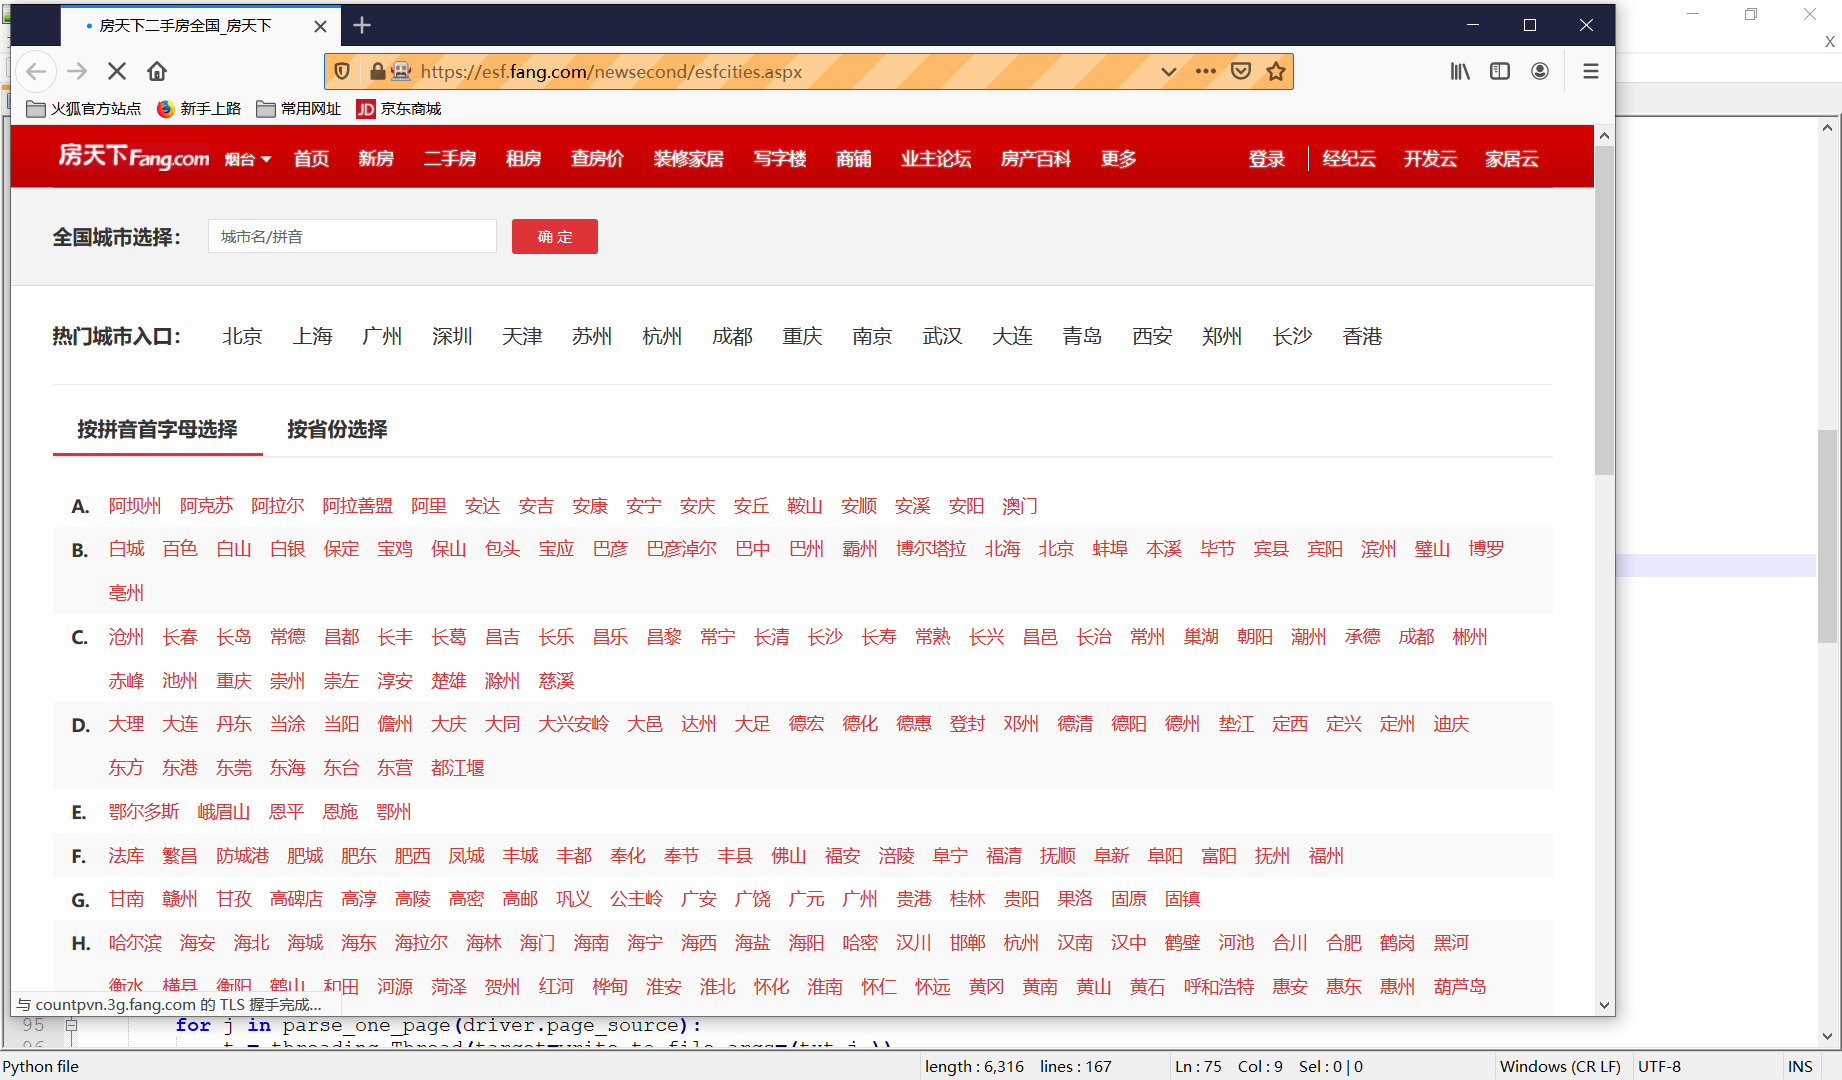 房天下二手房全国_房天下
https://esf.fang.com/newsecond/esfcities.aspx
火狐官方站点 新手上路 常用网址 JD 京东商城
房天下Fang.com 烟台 首页 新房 二手房 租房 查房价 装修家居 写字楼 商铺 业主论坛 房产百科 更多 登录 经纪云 开发云 家居云
全国城市选择： 城市名/拼音 确 定
热门城市入口： 北京 上海 广州 深圳 天津 苏州 杭州 成都 重庆 南京 武汉 大连 青岛 西安 郑州 长沙 香港
按拼音首字母选择 按省份选择
A. 阿坝州 阿克苏 阿拉尔 阿拉善盟 阿里 安达 安吉 安康 安宁 安庆 安丘 鞍山 安顺 安溪 安阳 澳门
B. 白城 百色 白山 白银 保定 宝鸡 保山 包头 宝应 巴彦 巴彦淖尔 巴中 巴州 霸州 博尔塔拉 北海 北京 蚌埠 本溪 毕节 宾县 宾阳 滨州 璧山 博罗
亳州
C. 沧州 长春 长岛 常德 昌都 长丰 长葛 昌吉 长乐 昌乐 昌黎 常宁 长清 长沙 长寿 常熟 长兴 昌邑 长治 常州 巢湖 朝阳 潮州 承德 成都 郴州
赤峰 池州 重庆 崇州 崇左 淳安 楚雄 滁州 慈溪
D. 大理 大连 丹东 当涂 当阳 儋州 大庆 大同 大兴安岭 大邑 达州 大足 德宏 德化 德惠 登封 邓州 德清 德阳 德州 垫江 定西 定兴 定州 迪庆
东方 东港 东莞 东海 东台 东营 都江堰
E. 鄂尔多斯 峨眉山 恩平 恩施 鄂州
F. 法库 繁昌 防城港 肥城 肥东 肥西 凤城 丰城 丰都 奉化 奉节 丰县 佛山 福安 涪陵 阜宁 福清 抚顺 阜新 阜阳 富阳 抚州 福州
G. 甘南 赣州 甘孜 高碑店 高淳 高陵 高密 高邮 巩义 公主岭 广安 广饶 广元 广州 贵港 桂林 贵阳 果洛 固原 固镇
H. 哈尔滨 海安 海北 海城 海东 海拉尔 海林 海门 海南 海宁 海西 海盐 海阳 哈密 汉川 邯郸 杭州 汉南 汉中 鹤壁 河池 合川 合肥 鹤岗 黑河
衡水 横县 衡阳 鹤山 和田 河源 菏泽 贺州 红河 桦甸 淮安 淮北 怀化 淮南 怀仁 怀远 黄冈 黄南 黄山 黄石 呼和浩特 惠安 惠东 惠州 葫芦岛
与 countpvn.3g.fang.com 的 TLS 握手完成...
95 for j in parse_one_page(driver.page_source):
96 t = threading.Thread(target=write_to_file,args=(txt,j,))
Python file length : 6,316 lines : 167 Ln : 75 Col : 9 Sel : 0 | 0 Windows (CR LF) UTF-8 INS